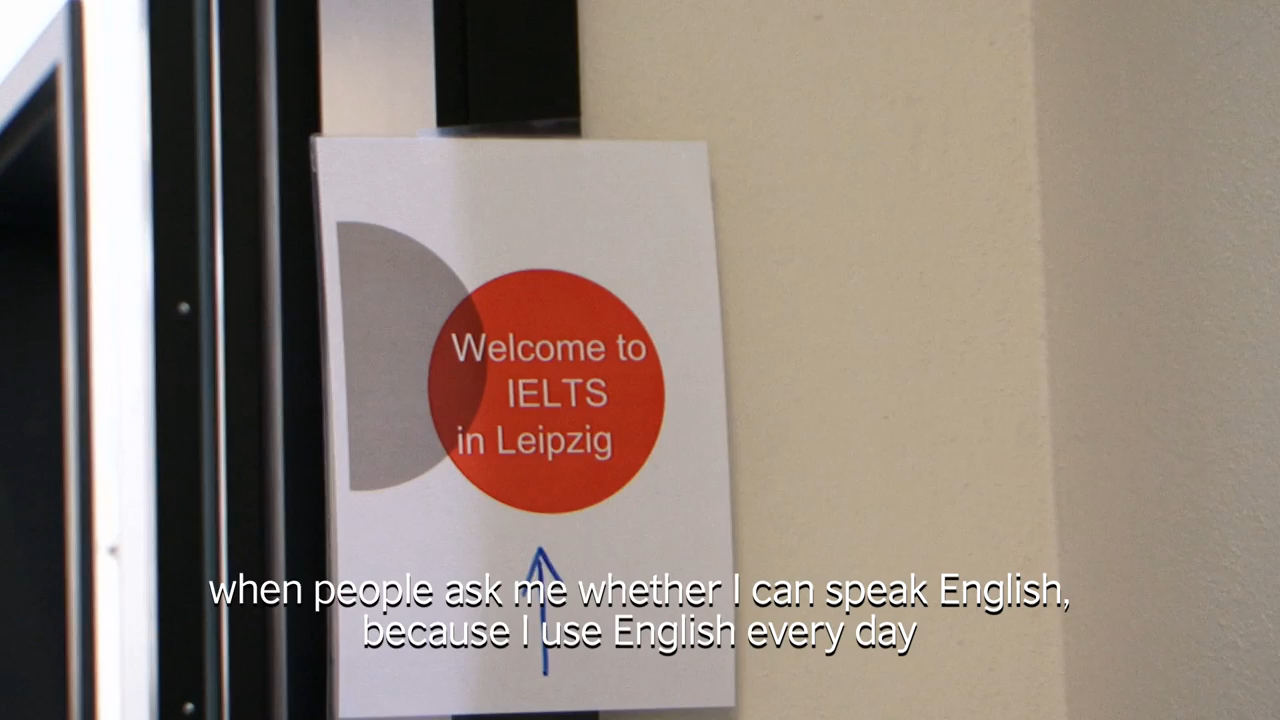 Welcome to
IELTS
in Leipzig
when people ask me whether I can speak English,
because I use English every day